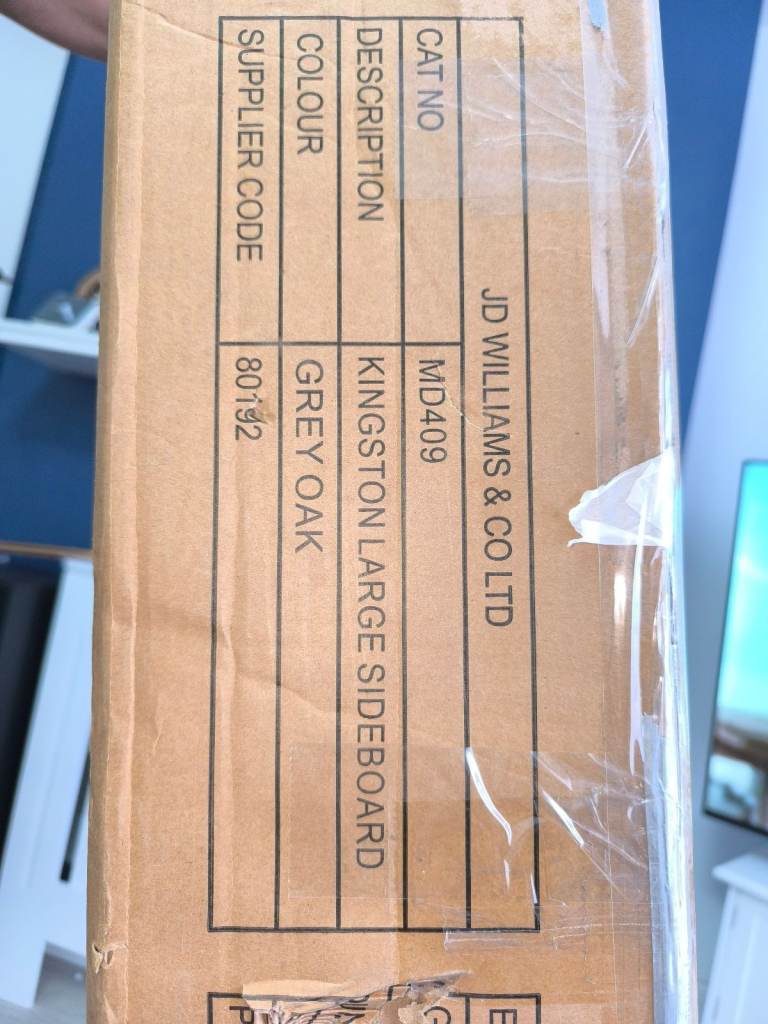 JD WILLIAMS & CO LTD
CAT NO MD409
DESCRIPTION KINGSTON LARGE SIDEBOARD
COLOUR GREY OAK
SUPPLIER CODE 80192